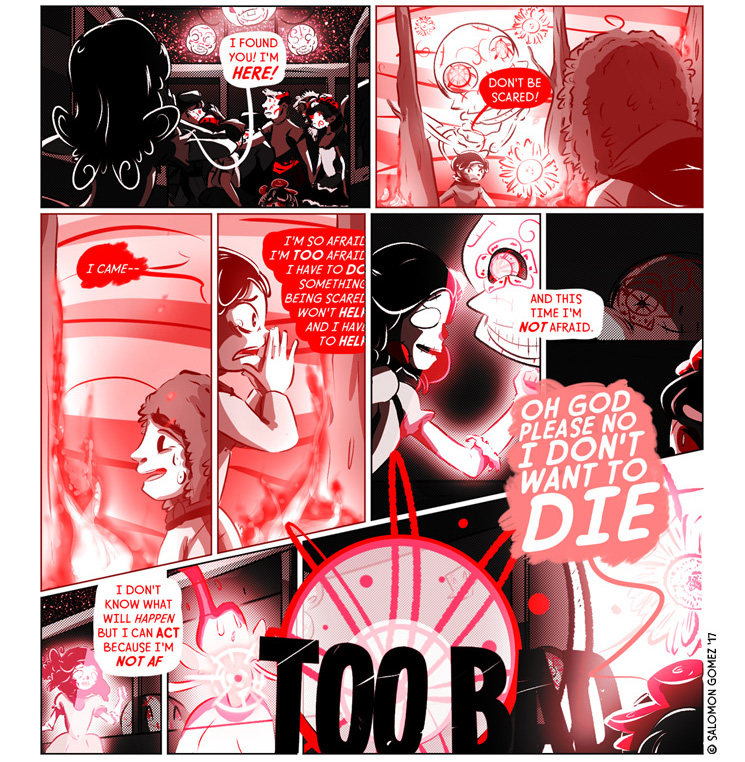 I FOUND
YOU! I'M
HERE!
DON'T BE
SCARED!
I CAME--
I'M SO AFRAID
I'M TOO AFRAID
I HAVE TO DO
SOMETHING
BEING SCARED
WON'T HELP
AND I HAVE
TO HELP
AND THIS
TIME I'M
NOT AFRAID.
OH GOD
PLEASE NO
I DON'T
WANT TO
DIE
I DON'T
KNOW WHAT
WILL HAPPEN
BUT I CAN ACT
BECAUSE I'M
NOT AF
TOO BAD
© SALOMON GOMEZ '17